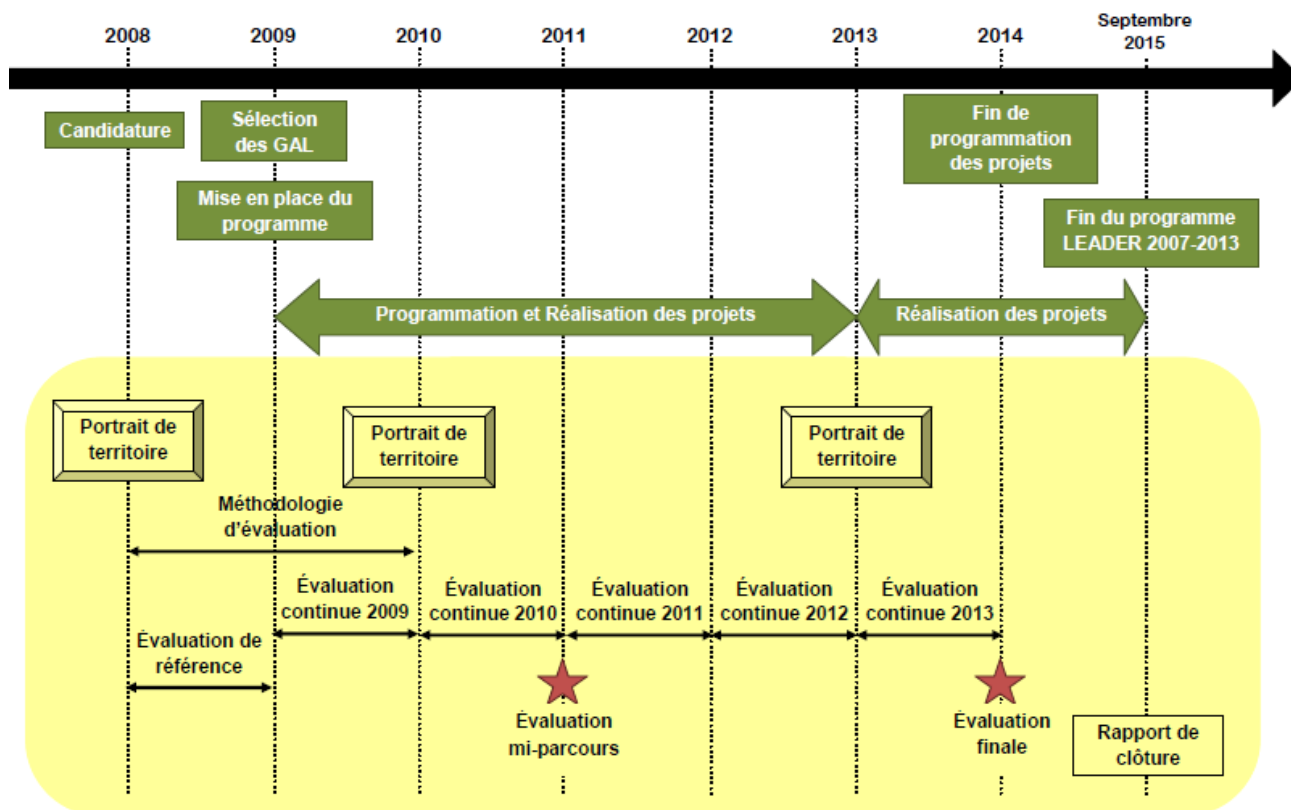 2008
2009
2010
2011
2012
2013
2014
Septembre
2015
Candidature
Sélection
des GAL
Mise en place du
programme
Fin de
programmation
des projets
Fin du programme
LEADER 2007-2013
Programmation et Réalisation des projets
Réalisation des projets
Portrait de
territoire
Portrait de
territoire
Portrait de
territoire
Méthodologie
d'évaluation
Évaluation
continue 2009
Évaluation
continue 2010
Évaluation
continue 2011
Évaluation
continue 2012
Évaluation
continue 2013
Évaluation de
référence
Évaluation
mi-parcours
Évaluation
finale
Rapport de
clôture